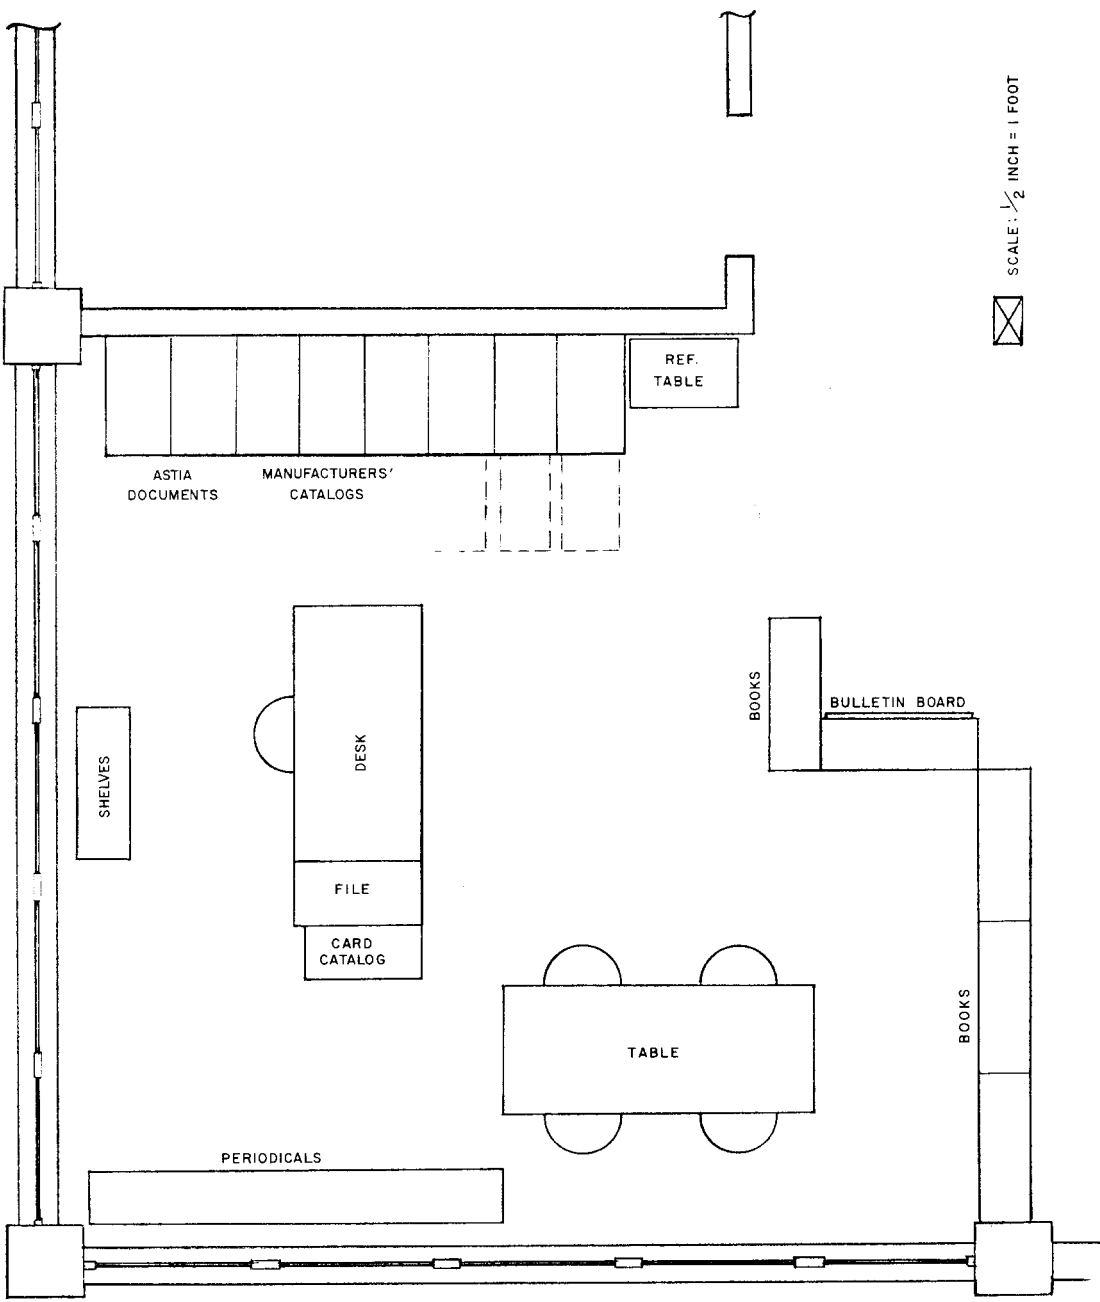 SCALE: 1/2 INCH = 1 FOOT
REF.
TABLE
ASTIA
DOCUMENTS
MANUFACTURERS'
CATALOGS
BOOKS
BULLETIN BOARD
DESK
SHELVES
FILE
CARD
CATALOG
BOOKS
TABLE
PERIODICALS